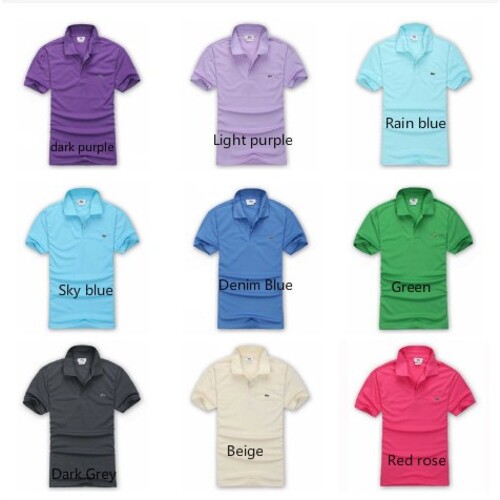 dark purple
Light purple
Rain blue
Sky blue
Denim Blue
Green
Dark Grey
Beige
Red rose